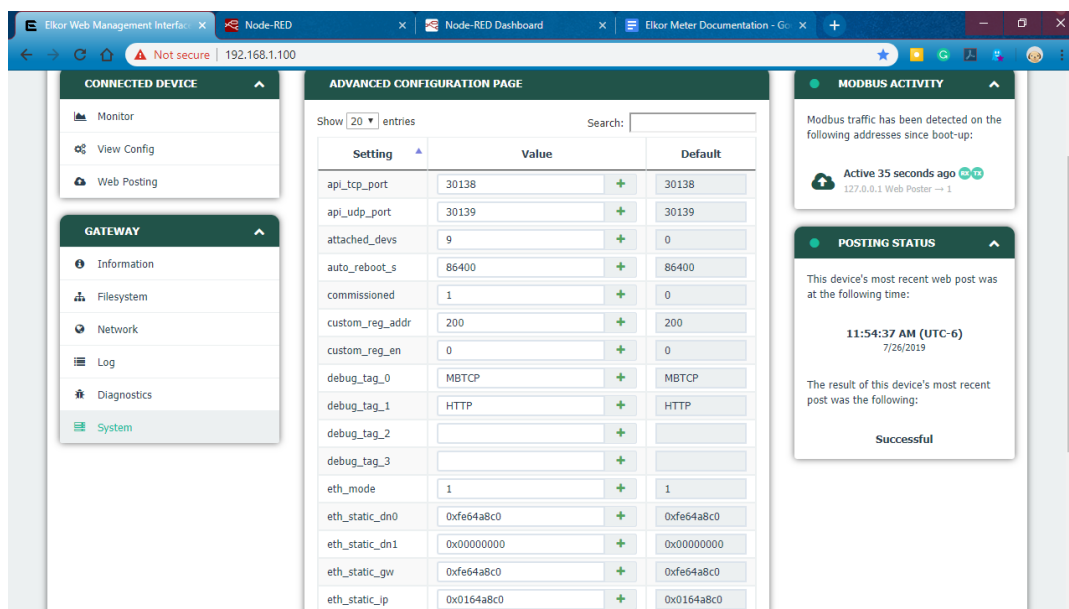 Elkor Web Management Interfac
Node-RED
Node-RED Dashboard
Elkor Meter Documentation - Go
Not secure | 192.168.1.100
CONNECTED DEVICE
Monitor
View Config
Web Posting
GATEWAY
Information
Filesystem
Network
Log
Diagnostics
System
ADVANCED CONFIGURATION PAGE
Show 20 entries
Search:
Setting Value Default
api_tcp_port 30138 30138
api_udp_port 30139 30139
attached_devs 9 0
auto_reboot_s 86400 86400
commissioned 1 0
custom_reg_addr 200 200
custom_reg_en 0 0
debug_tag_0 MBTCP MBTCP
debug_tag_1 HTTP HTTP
debug_tag_2
debug_tag_3
eth_mode 1 1
eth_static_dn0 0xfe64a8c0 0xfe64a8c0
eth_static_dn1 0x00000000 0x00000000
eth_static_gw 0xfe64a8c0 0xfe64a8c0
eth_static_ip 0x0164a8c0 0x0164a8c0
MODBUS ACTIVITY
Modbus traffic has been detected on the
following addresses since boot-up:
Active 35 seconds ago RX TX
127.0.0.1 Web Poster → 1
POSTING STATUS
This device's most recent web post was
at the following time:
11:54:37 AM (UTC-6)
7/26/2019
The result of this device's most recent
post was the following:
Successful